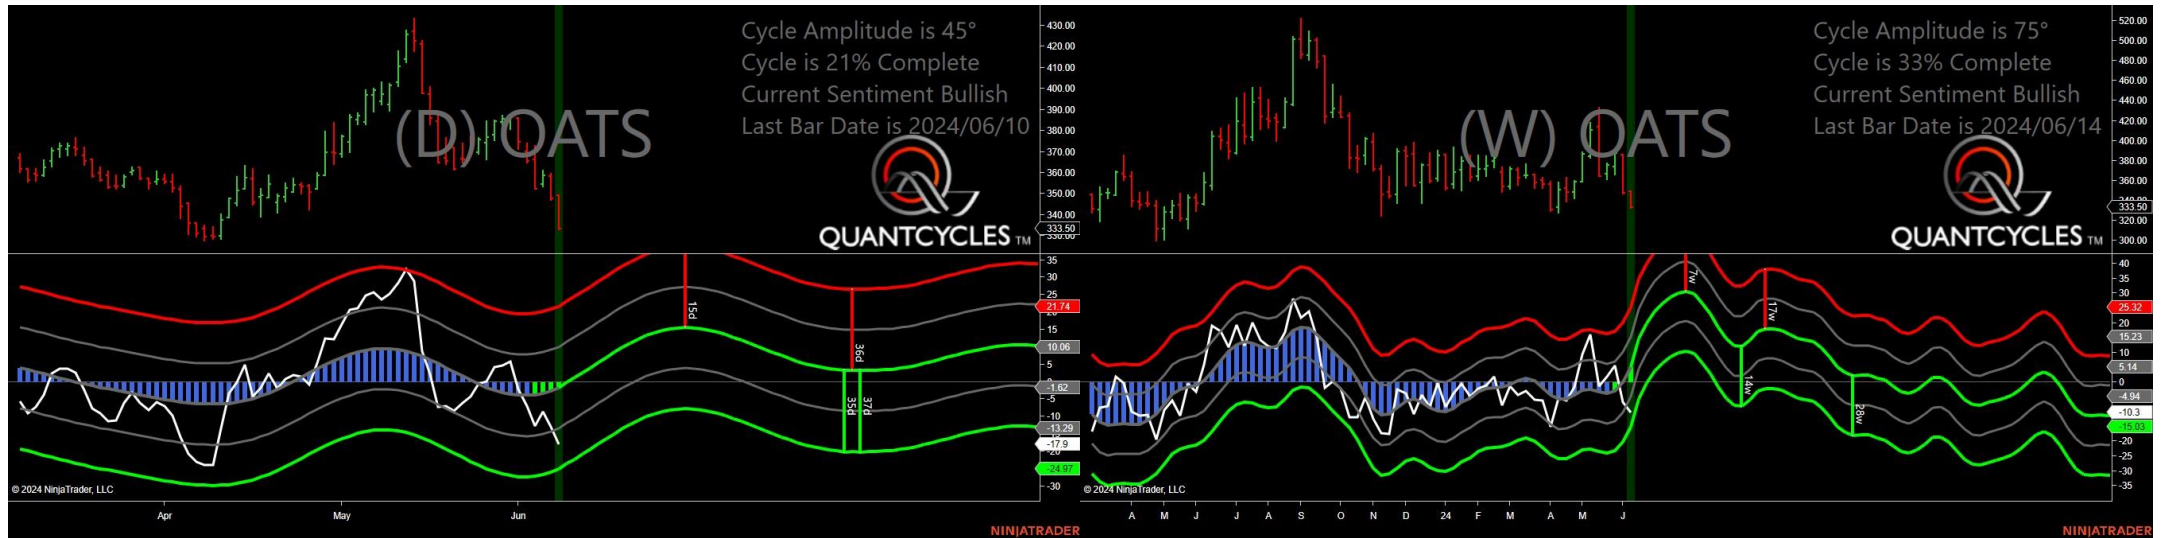 Cycle Amplitude is 45°
Cycle is 21% Complete
Current Sentiment Bullish
Last Bar Date is 2024/06/10
(D) OATS
QUANTCYCLES TM
430.00
420.00
410.00
400.00
390.00
380.00
370.00
360.00
350.00
340.00
333.50
35
30
25
21.74
15
10.06
5
-1.62
-5
-10
-13.29
-17.9
-24.97
-30
15d
36d
35d
37d
© 2024 NinjaTrader, LLC
Apr
May
Jun
NINJATRADER
Cycle Amplitude is 75°
Cycle is 33% Complete
Current Sentiment Bullish
Last Bar Date is 2024/06/14
(W) OATS
QUANTCYCLES TM
520.00
500.00
480.00
460.00
440.00
420.00
400.00
380.00
360.00
340.00
333.50
320.00
300.00
40
35
30
25.32
20
15.23
10
5.14
0
-4.94
-10.3
-15.03
-20
-25
-30
-35
7w
17w
14w
28w
© 2024 NinjaTrader, LLC
A
M
J
J
A
S
O
N
D
24
F
M
A
M
J
NINJATRADER